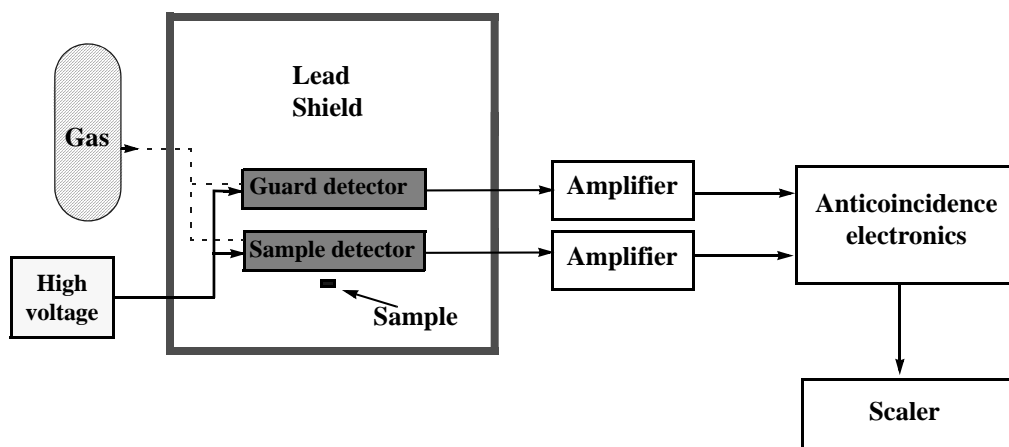 Lead
Shield
Gas
Guard detector
Amplifier
Anticoincidence
electronics
Sample detector
Amplifier
High
voltage
Sample
Scaler